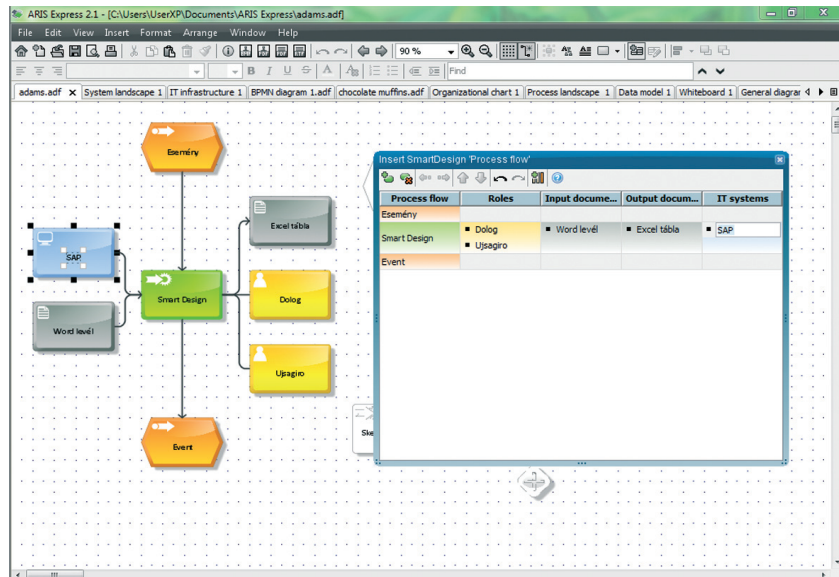 ARIS Express 2.1 - [C:\Users\UserXP\Documents\ARIS Express\adams.adf]
File Edit View Insert Format Arrange Window Help
90 %
B I U S A
Find
adams.adf x System landscape 1 IT infrastructure 1 BPMN diagram 1.adf chocolate muffins.adf Organizational chart 1 Process landscape 1 Data model 1 Whiteboard 1 General diagrar
Esemény
Excel tábla
SAP
Smart Design
Dolog
Word levél
Ujsagiro
Event
Ske
Insert SmartDesign 'Process flow'
Process flow Roles Input docume... Output docum... IT systems
Esemény
Smart Design ▪ Dolog ▪ Word levél ▪ Excel tábla ▪ SAP
▪ Ujsagiro
Event